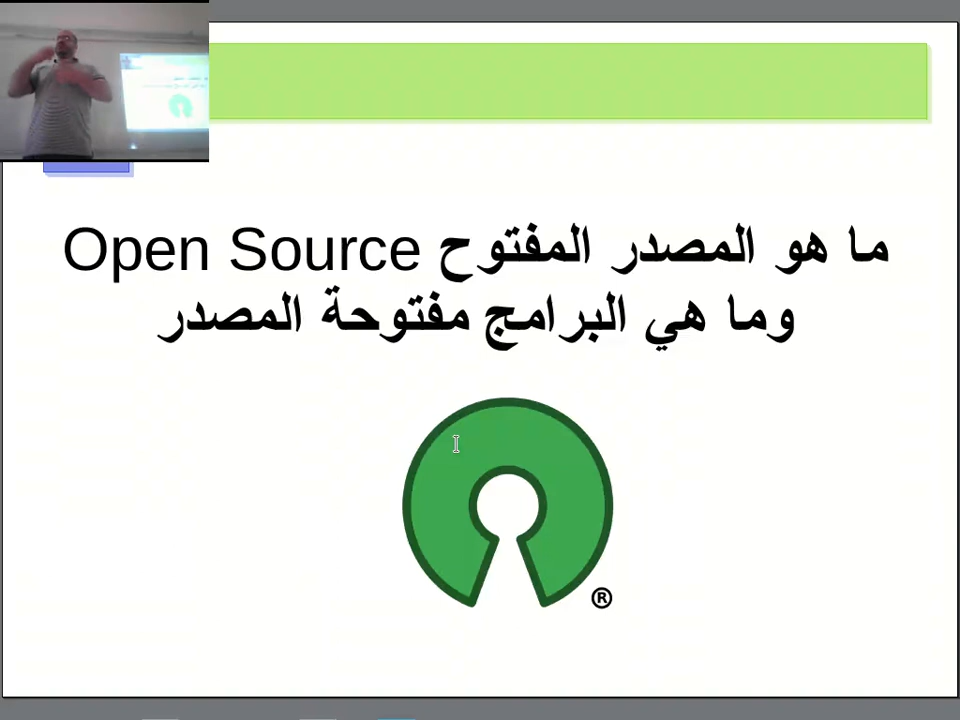 ما هو المصدر المفتوح Open Source
وما هي البرامج مفتوحة المصدر
®